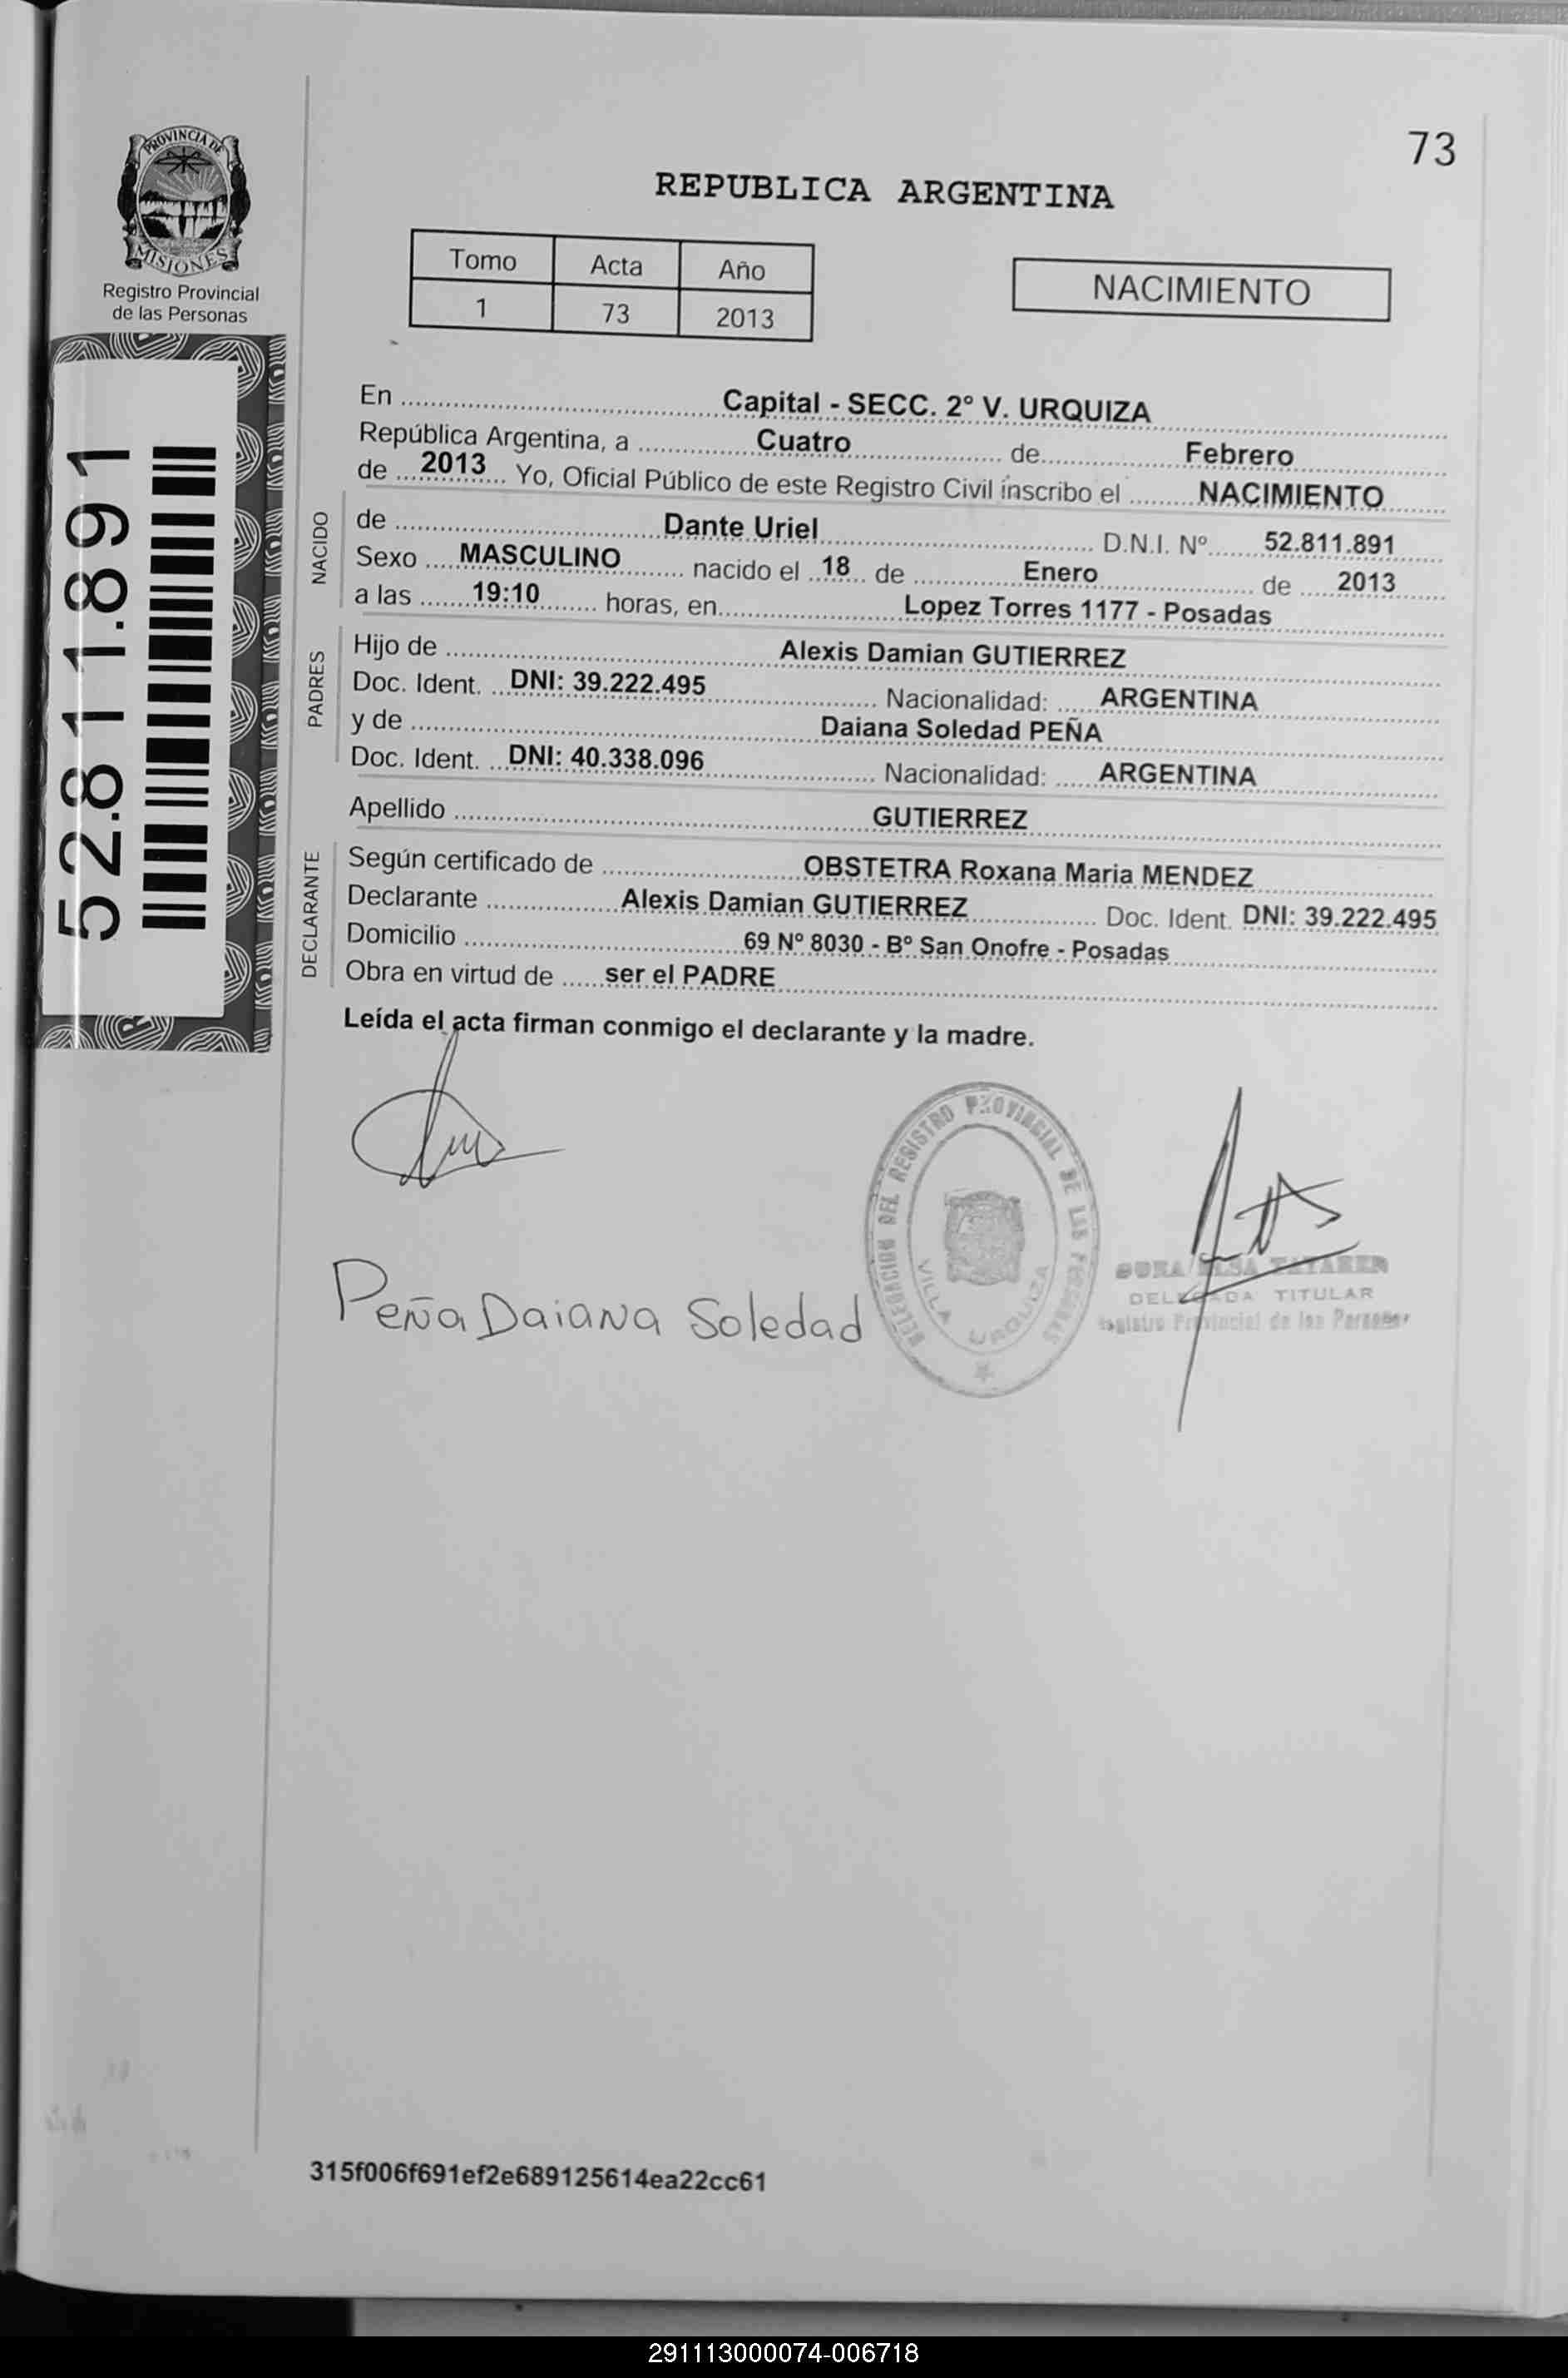 73
PROVINCIA DE
MISIONES
Registro Provincial
de las Personas
REPUBLICA ARGENTINA
Tomo Acta Año
1 73 2013
NACIMIENTO
52.811.891
En ........ Capital - SECC. 2º V. URQUIZA
República Argentina, a ........ Cuatro ........ de ........ Febrero
de ... 2013 ... Yo, Oficial Público de este Registro Civil inscribo el ........ NACIMIENTO
NACIDO
de ........ Dante Uriel ........ D.N.I. Nº ........ 52.811.891
Sexo .... MASCULINO ........ nacido el .. 18 .. de ........ Enero ........ de ..... 2013
a las ....... 19:10 ........ horas, en ........ Lopez Torres 1177 - Posadas
PADRES
Hijo de ........ Alexis Damian GUTIERREZ
Doc. Ident. .. DNI: 39.222.495 ........ Nacionalidad: ..... ARGENTINA
y de ........ Daiana Soledad PEÑA
Doc. Ident. .. DNI: 40.338.096 ........ Nacionalidad: ..... ARGENTINA
Apellido ........ GUTIERREZ
DECLARANTE
Según certificado de ........ OBSTETRA Roxana Maria MENDEZ
Declarante ........ Alexis Damian GUTIERREZ ........ Doc. Ident. DNI: 39.222.495
Domicilio ........ 69 Nº 8030 - Bº San Onofre - Posadas
Obra en virtud de ...... ser el PADRE
Leída el acta firman conmigo el declarante y la madre.
DELEGACION DEL REGISTRO PROVINCIAL DE LAS PERSONAS
VILLA URQUIZA
Peña Daiana Soledad
ELSA
DELEGADA TITULAR
Registro Provincial de las Personas
315f006f691ef2e689125614ea22cc61
291113000074-006718